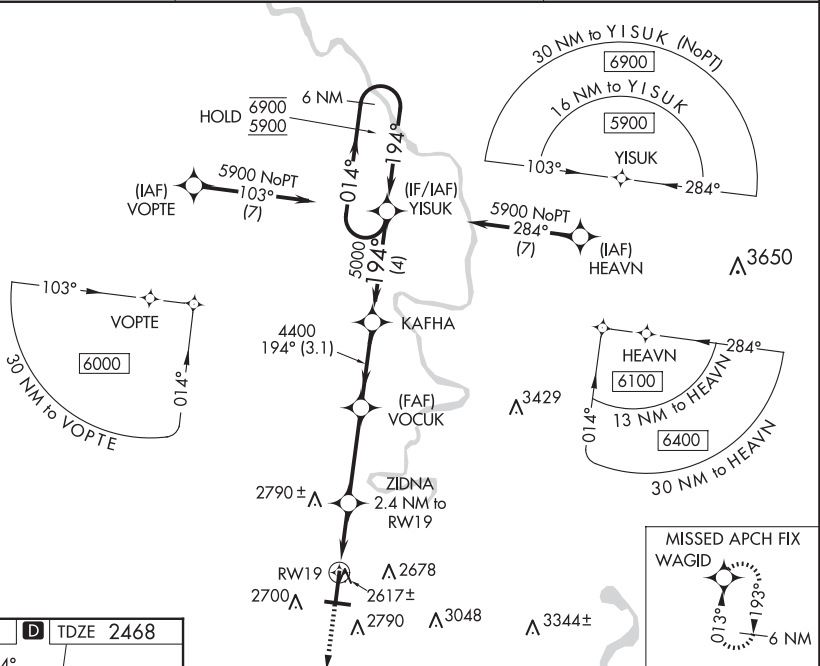 30 NM to YISUK (NoPT)
6900
16 NM to YISUK
5900
YISUK
103°
284°
HOLD
6900
5900
6 NM
014°
194°
(IAF)
VOPTE
5900 NoPT
103°
(7)
(IF/IAF)
YISUK
5900 NoPT
284°
(7)
(IAF)
HEAVN
3650
5000
194°
(4)
KAFHA
4400
194° (3.1)
103°
VOPTE
6000
014°
30 NM to VOPTE
HEAVN
284°
6100
13 NM to HEAVN
014°
6400
30 NM to HEAVN
(FAF)
VOCUK
3429
2790±
ZIDNA
2.4 NM to
RW19
RW19
2678
2617±
2700
2790
3048
3344±
MISSED APCH FIX
WAGID
013°
193°
6 NM
D TDZE 2468
4°